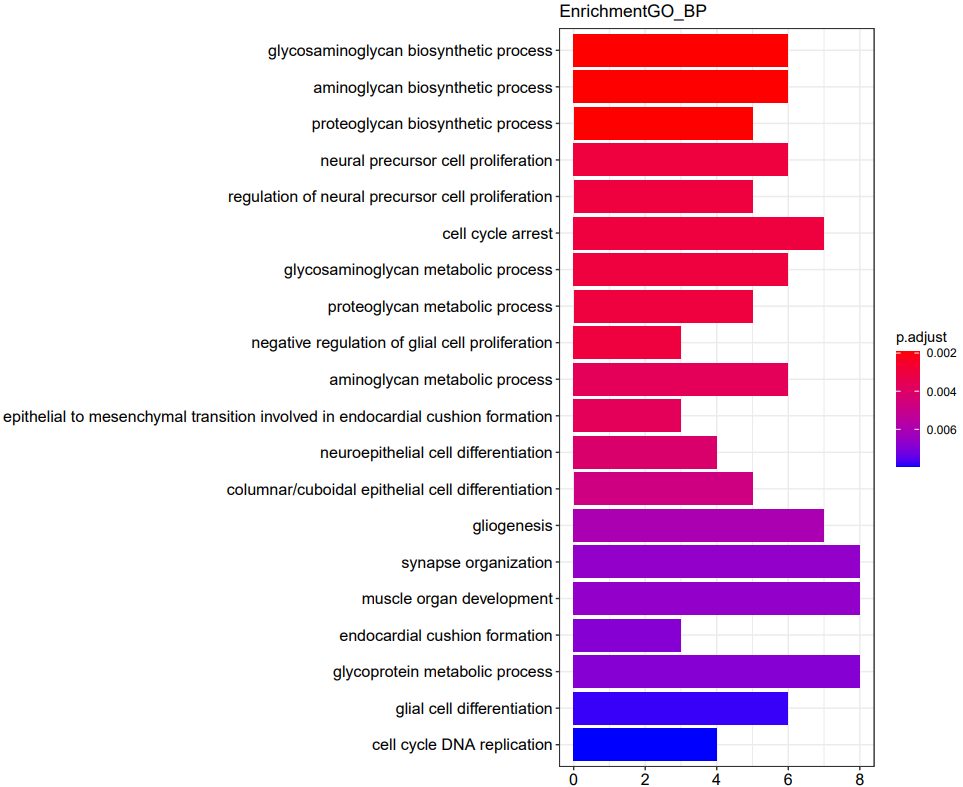 EnrichmentGO_BP
glycosaminoglycan biosynthetic process
aminoglycan biosynthetic process
proteoglycan biosynthetic process
neural precursor cell proliferation
regulation of neural precursor cell proliferation
cell cycle arrest
glycosaminoglycan metabolic process
proteoglycan metabolic process
negative regulation of glial cell proliferation
aminoglycan metabolic process
epithelial to mesenchymal transition involved in endocardial cushion formation
neuroepithelial cell differentiation
columnar/cuboidal epithelial cell differentiation
gliogenesis
synapse organization
muscle organ development
endocardial cushion formation
glycoprotein metabolic process
glial cell differentiation
cell cycle DNA replication
0 2 4 6 8
p.adjust
0.002
0.004
0.006